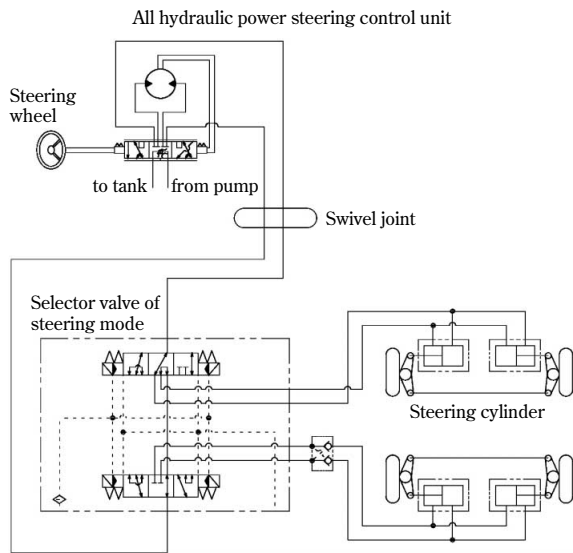 All hydraulic power steering control unit
Steering
wheel
to tank
from pump
Swivel joint
Selector valve of
steering mode
Steering cylinder